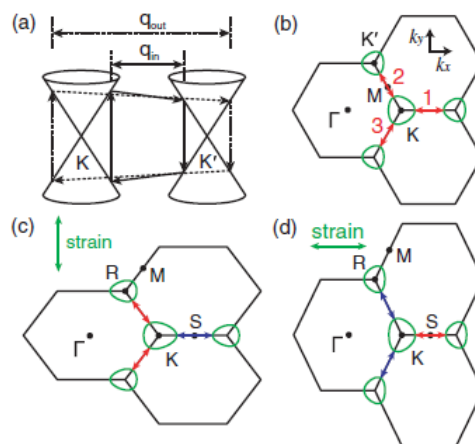 (a)
q_out
q_in
K
K'
(b)
k_y
k_x
K'
2
M
1
Γ
3
K
(c)
strain
R
M
S
Γ
K
(d)
strain
R
M
S
Γ
K